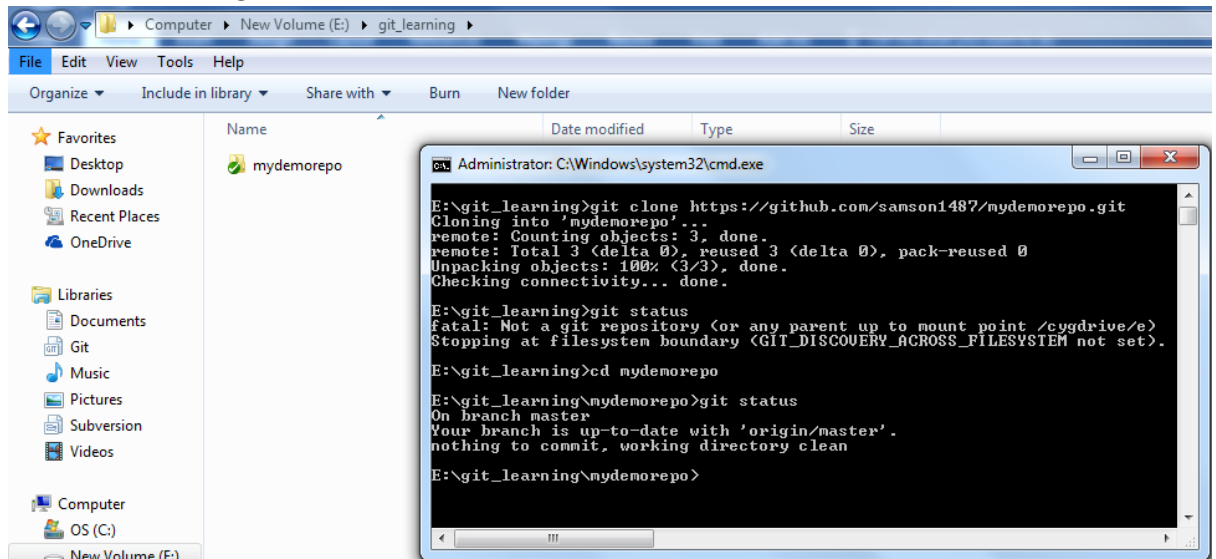 Computer ▸ New Volume (E:) ▸ git_learning ▸
File Edit View Tools Help
Organize ▼ Include in library ▼ Share with ▼ Burn New folder
Favorites
Desktop
Downloads
Recent Places
OneDrive
Libraries
Documents
Git
Music
Pictures
Subversion
Videos
Computer
OS (C:)
New Volume (E:)
Name Date modified Type Size
mydemorepo
Administrator: C:\Windows\system32\cmd.exe
E:\git_learning>git clone https://github.com/samson1487/mydemorepo.git
Cloning into 'mydemorepo'...
remote: Counting objects: 3, done.
remote: Total 3 (delta 0), reused 3 (delta 0), pack-reused 0
Unpacking objects: 100% (3/3), done.
Checking connectivity... done.
E:\git_learning>git status
fatal: Not a git repository (or any parent up to mount point /cygdrive/e)
Stopping at filesystem boundary (GIT_DISCOVERY_ACROSS_FILESYSTEM not set).
E:\git_learning>cd mydemorepo
E:\git_learning\mydemorepo>git status
On branch master
Your branch is up-to-date with 'origin/master'.
nothing to commit, working directory clean
E:\git_learning\mydemorepo>